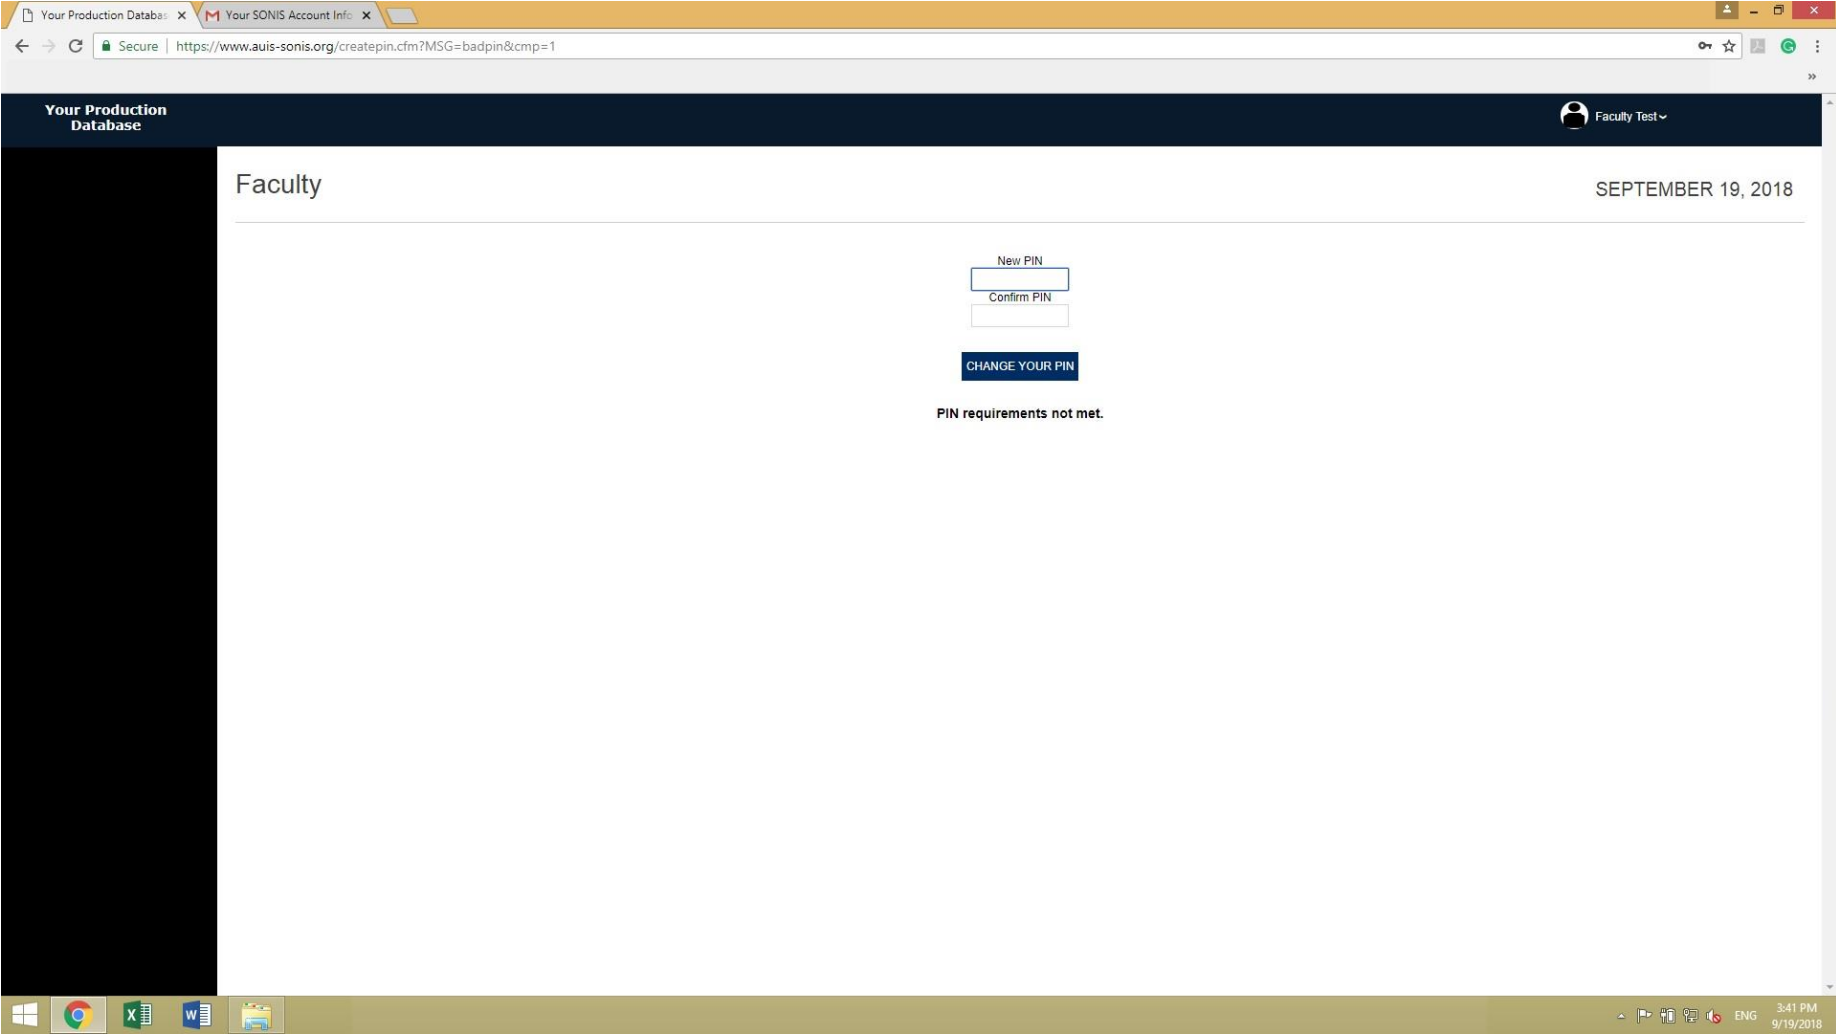 Your Production Databas
Your SONIS Account Info
Secure
https://www.auis-sonis.org/createpin.cfm?MSG=badpin&cmp=1
Your Production
Database
Faculty Test
Faculty
SEPTEMBER 19, 2018
New PIN
Confirm PIN
CHANGE YOUR PIN
PIN requirements not met.
ENG
3:41 PM
9/19/2018